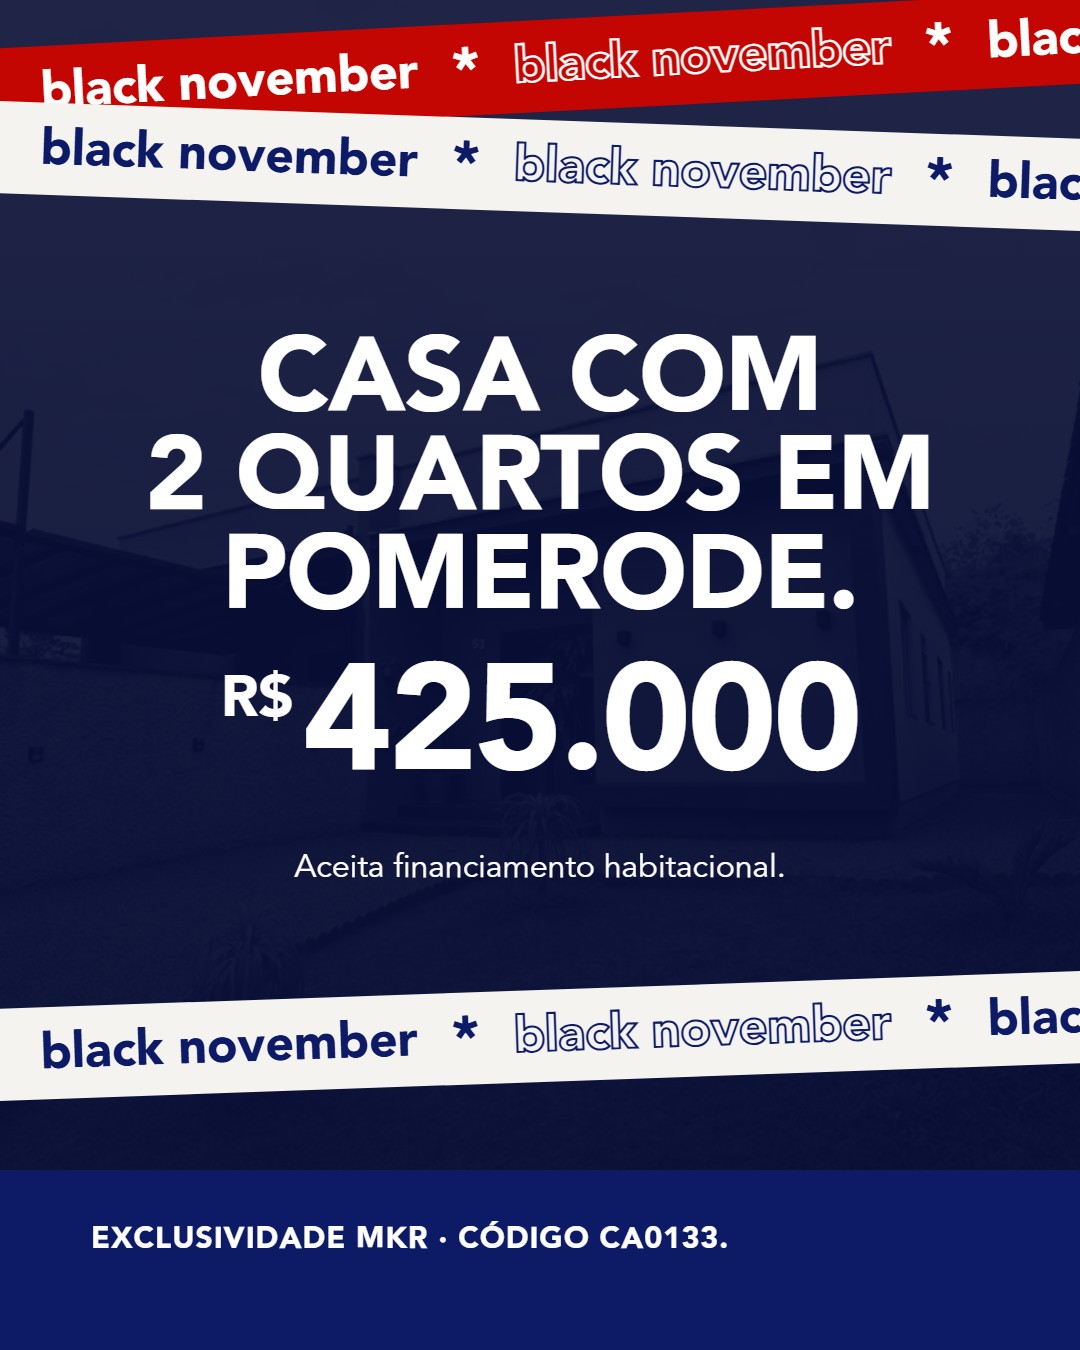 black november * black november * blac
black november * black november * blac
CASA COM
2 QUARTOS EM
POMERODE.
R$ 425.000
Aceita financiamento habitacional.
black november * black november * blac
EXCLUSIVIDADE MKR · CÓDIGO CA0133.